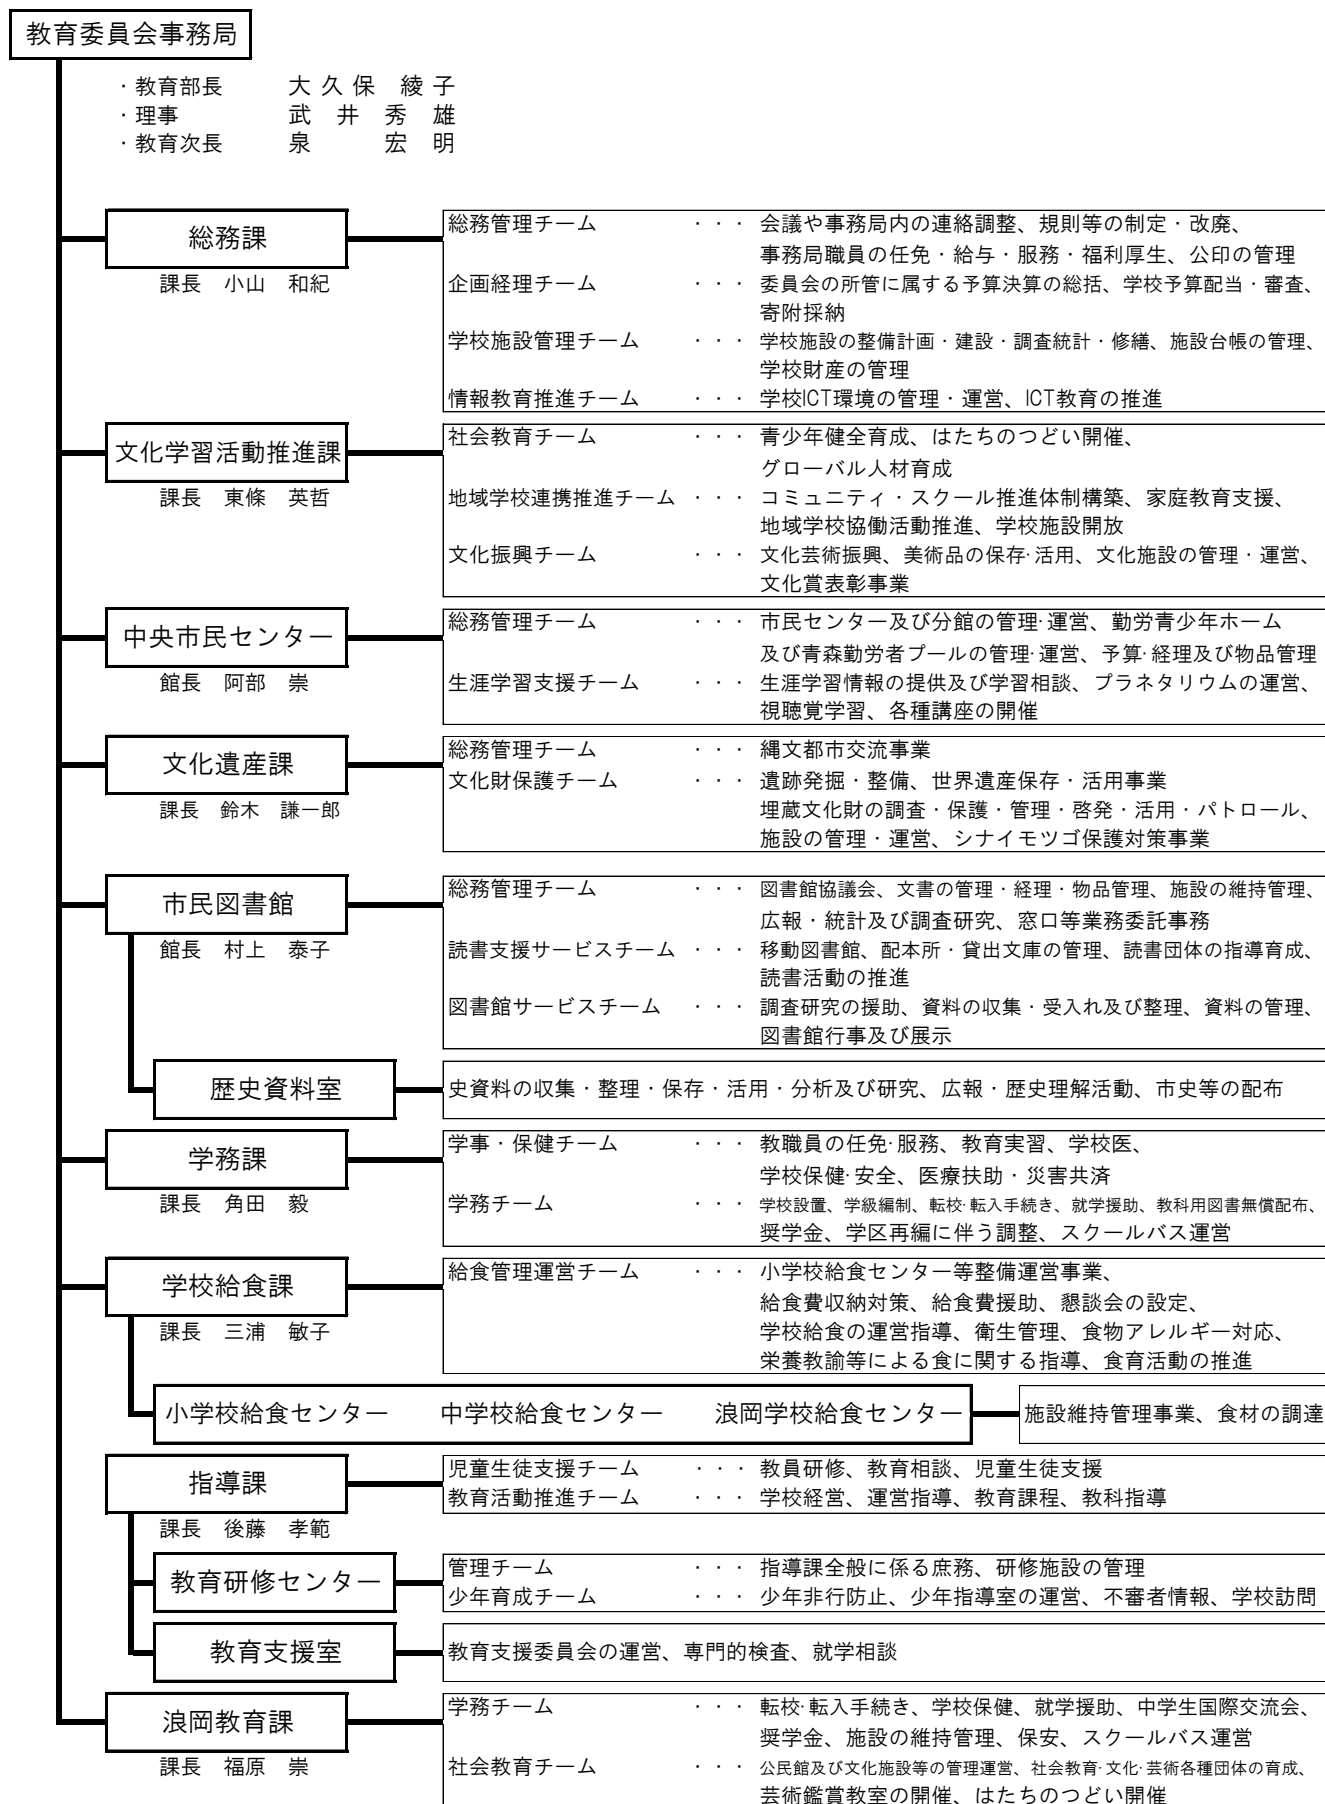 教育委員会事務局
・教育部長 大久保 綾子
・理事 武井 秀雄
・教育次長 泉 宏明
総務課
課長 小山 和紀
総務管理チーム ・・・ 会議や事務局内の連絡調整、規則等の制定・改廃、
事務局職員の任免・給与・服務・福利厚生、公印の管理
企画経理チーム ・・・ 委員会の所管に属する予算決算の総括、学校予算配当・審査、
寄附採納
学校施設管理チーム ・・・ 学校施設の整備計画・建設・調査統計・修繕、施設台帳の管理、
学校財産の管理
情報教育推進チーム ・・・ 学校ICT環境の管理・運営、ICT教育の推進
文化学習活動推進課
課長 東條 英哲
社会教育チーム ・・・ 青少年健全育成、はたちのつどい開催、
グローバル人材育成
地域学校連携推進チーム ・・・ コミュニティ・スクール推進体制構築、家庭教育支援、
地域学校協働活動推進、学校施設開放
文化振興チーム ・・・ 文化芸術振興、美術品の保存・活用、文化施設の管理・運営、
文化賞表彰事業
中央市民センター
館長 阿部 崇
総務管理チーム ・・・ 市民センター及び分館の管理・運営、勤労青少年ホーム
及び青森勤労者プールの管理・運営、予算・経理及び物品管理
生涯学習支援チーム ・・・ 生涯学習情報の提供及び学習相談、プラネタリウムの運営、
視聴覚学習、各種講座の開催
文化遺産課
課長 鈴木 謙一郎
総務管理チーム ・・・ 縄文都市交流事業
文化財保護チーム ・・・ 遺跡発掘・整備、世界遺産保存・活用事業
埋蔵文化財の調査・保護・管理・啓発・活用・パトロール、
施設の管理・運営、シナイモツゴ保護対策事業
市民図書館
館長 村上 泰子
総務管理チーム ・・・ 図書館協議会、文書の管理・経理・物品管理、施設の維持管理、
広報・統計及び調査研究、窓口等業務委託事務
読書支援サービスチーム ・・・ 移動図書館、配本所・貸出文庫の管理、読書団体の指導育成、
読書活動の推進
図書館サービスチーム ・・・ 調査研究の援助、資料の収集・受入れ及び整理、資料の管理、
図書館行事及び展示
歴史資料室
史資料の収集・整理・保存・活用・分析及び研究、広報・歴史理解活動、市史等の配布
学務課
課長 角田 毅
学事・保健チーム ・・・ 教職員の任免・服務、教育実習、学校医、
学校保健・安全、医療扶助・災害共済
学務チーム ・・・ 学校設置、学級編制、転校・転入手続き、就学援助、教科用図書無償配布、
奨学金、学区再編に伴う調整、スクールバス運営
学校給食課
課長 三浦 敏子
給食管理運営チーム ・・・ 小学校給食センター等整備運営事業、
給食費収納対策、給食費援助、懇談会の設定、
学校給食の運営指導、衛生管理、食物アレルギー対応、
栄養教諭等による食に関する指導、食育活動の推進
小学校給食センター 中学校給食センター 浪岡学校給食センター
施設維持管理事業、食材の調達
指導課
課長 後藤 孝範
児童生徒支援チーム ・・・ 教員研修、教育相談、児童生徒支援
教育活動推進チーム ・・・ 学校経営、運営指導、教育課程、教科指導
教育研修センター
管理チーム ・・・ 指導課全般に係る庶務、研修施設の管理
少年育成チーム ・・・ 少年非行防止、少年指導室の運営、不審者情報、学校訪問
教育支援室
教育支援委員会の運営、専門的検査、就学相談
浪岡教育課
課長 福原 崇
学務チーム ・・・ 転校・転入手続き、学校保健、就学援助、中学生国際交流会、
奨学金、施設の維持管理、保安、スクールバス運営
社会教育チーム ・・・ 公民館及び文化施設等の管理運営、社会教育・文化・芸術各種団体の育成、
芸術鑑賞教室の開催、はたちのつどい開催